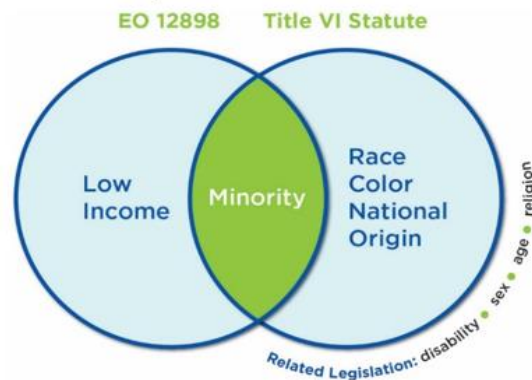 EO 12898
Title VI Statute
Low
Income
Minority
Race
Color
National
Origin
Related Legislation: disability • sex • age • religion